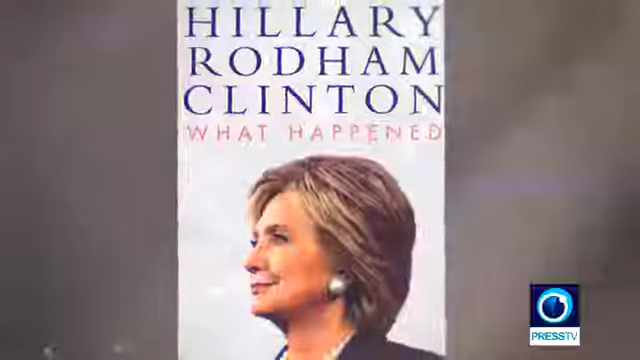 HILLARY
RODHAM
CLINTON
WHAT HAPPENED
PRESSTV